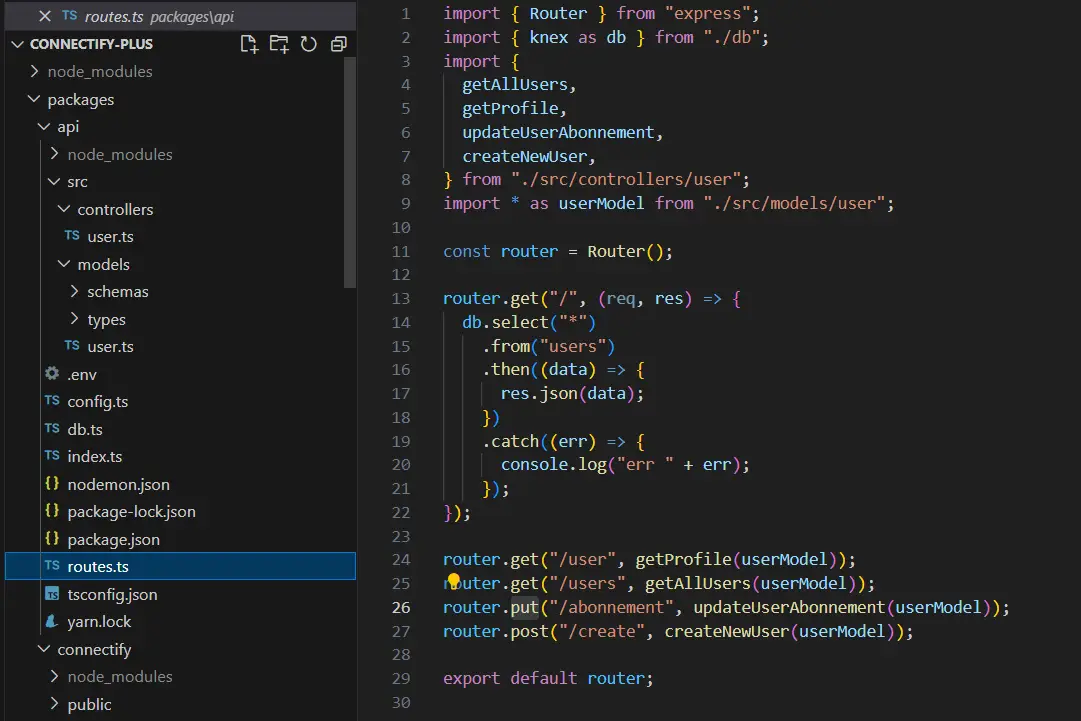 TS routes.ts packages\api
CONNECTIFY-PLUS
node_modules
packages
api
node_modules
src
controllers
TS user.ts
models
schemas
types
TS user.ts
.env
TS config.ts
TS db.ts
TS index.ts
{} nodemon.json
{} package-lock.json
{} package.json
TS routes.ts
TS tsconfig.json
yarn.lock
connectify
node_modules
public
1 import { Router } from "express";
2 import { knex as db } from "./db";
3 import {
4 getAllUsers,
5 getProfile,
6 updateUserAbonnement,
7 createNewUser,
8 } from "./src/controllers/user";
9 import * as userModel from "./src/models/user";
10
11 const router = Router();
12
13 router.get("/", (req, res) => {
14 db.select("*")
15 .from("users")
16 .then((data) => {
17 res.json(data);
18 })
19 .catch((err) => {
20 console.log("err " + err);
21 });
22 });
23
24 router.get("/user", getProfile(userModel));
25 router.get("/users", getAllUsers(userModel));
26 router.put("/abonnement", updateUserAbonnement(userModel));
27 router.post("/create", createNewUser(userModel));
28
29 export default router;
30